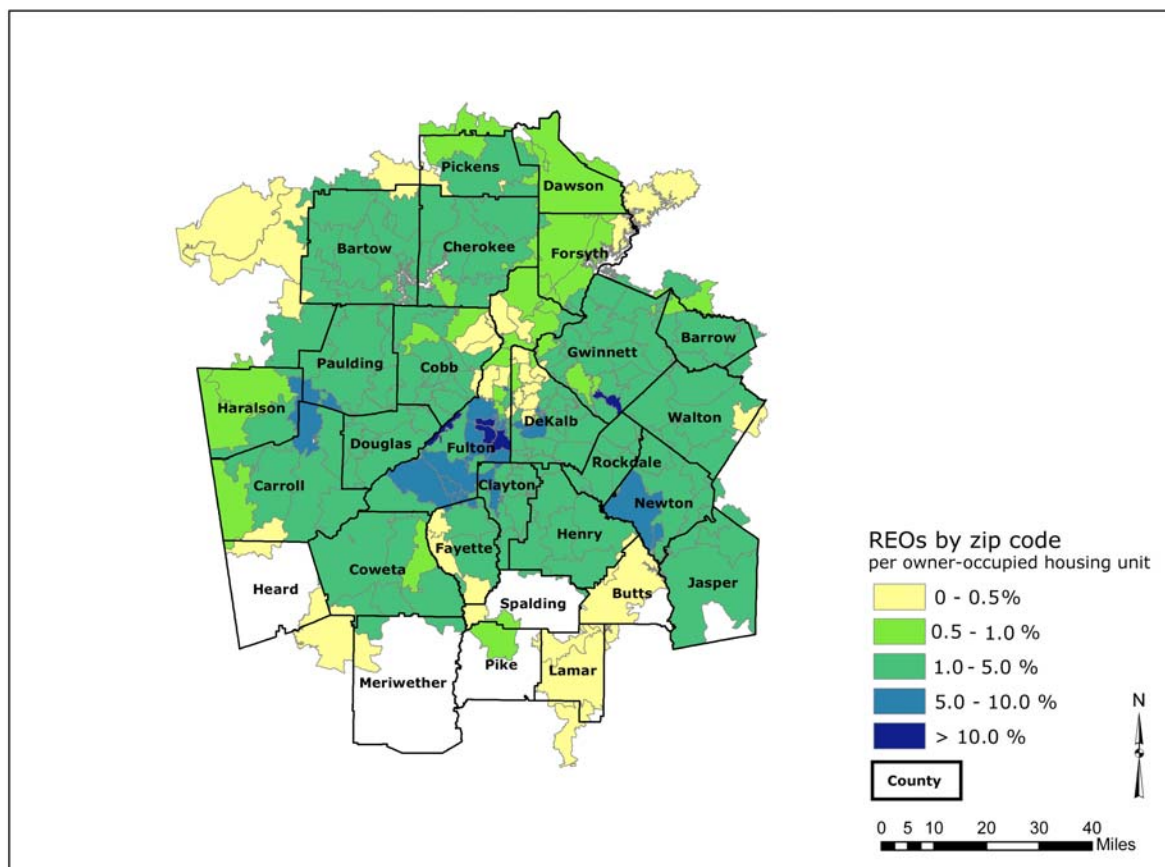 Pickens
Dawson
Bartow
Cherokee
Forsyth
Barrow
Gwinnett
Paulding
Cobb
Haralson
Walton
DeKalb
Douglas
Fulton
Rockdale
Carroll
Clayton
Newton
Henry
Fayette
Coweta
Jasper
Heard
Butts
Spalding
Pike
Lamar
Meriwether
REOs by zip code
per owner-occupied housing unit
0 - 0.5%
0.5 - 1.0 %
1.0 - 5.0 %
5.0 - 10.0 %
> 10.0 %
County
N
0 5 10 20 30 40
Miles